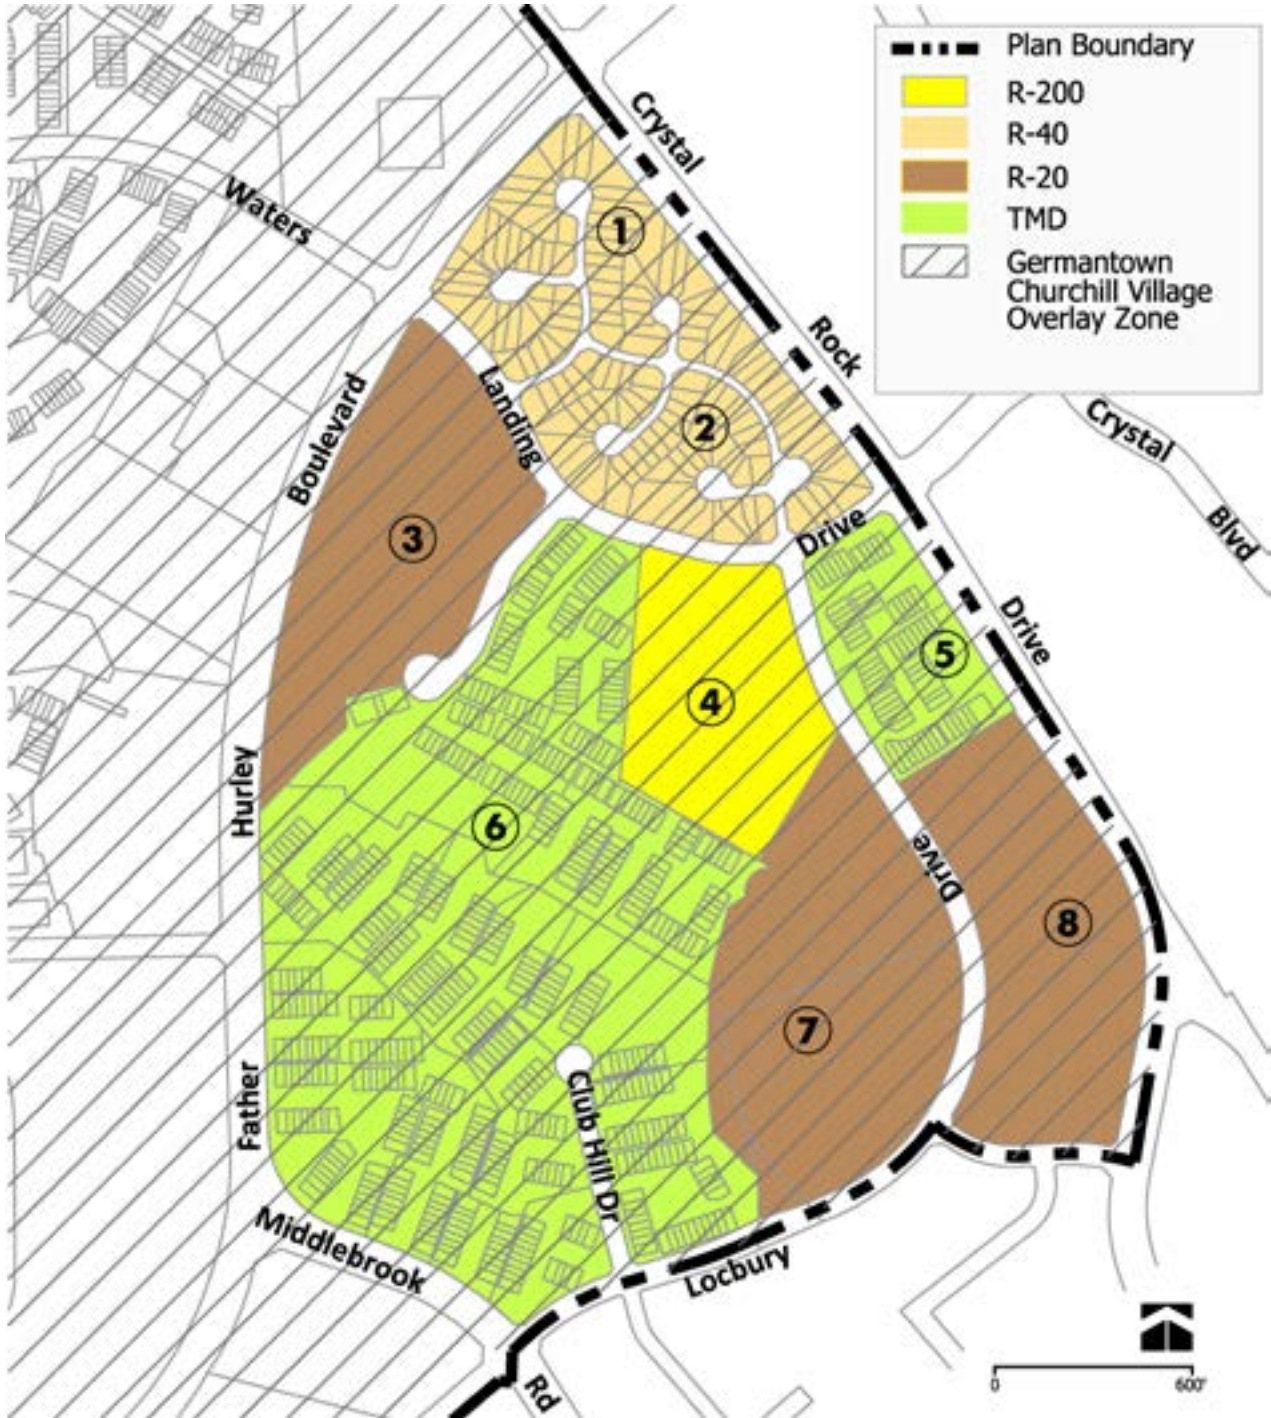 Plan Boundary
R-200
R-40
R-20
TMD
Germantown
Churchill Village
Overlay Zone
Crystal
Waters
1
Rock
Landing
Boulevard
2
Crystal
Blvd
3
Drive
Drive
5
4
Hurley
6
Drive
8
7
Father
Club Hill Dr
Middlebrook
Locbury
Rd
0
600'